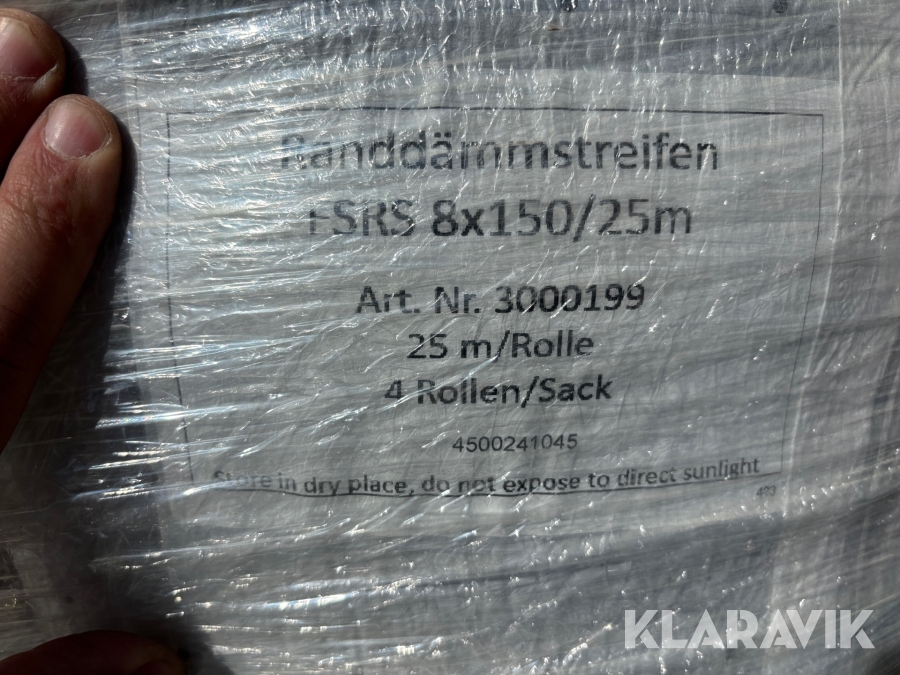 Randdämmstreifen
FSRS 8x150/25m
Art. Nr. 3000199
25 m/Rolle
4 Rollen/Sack
4500241045
Store in dry place, do not expose to direct sunlight
KLARAVIK